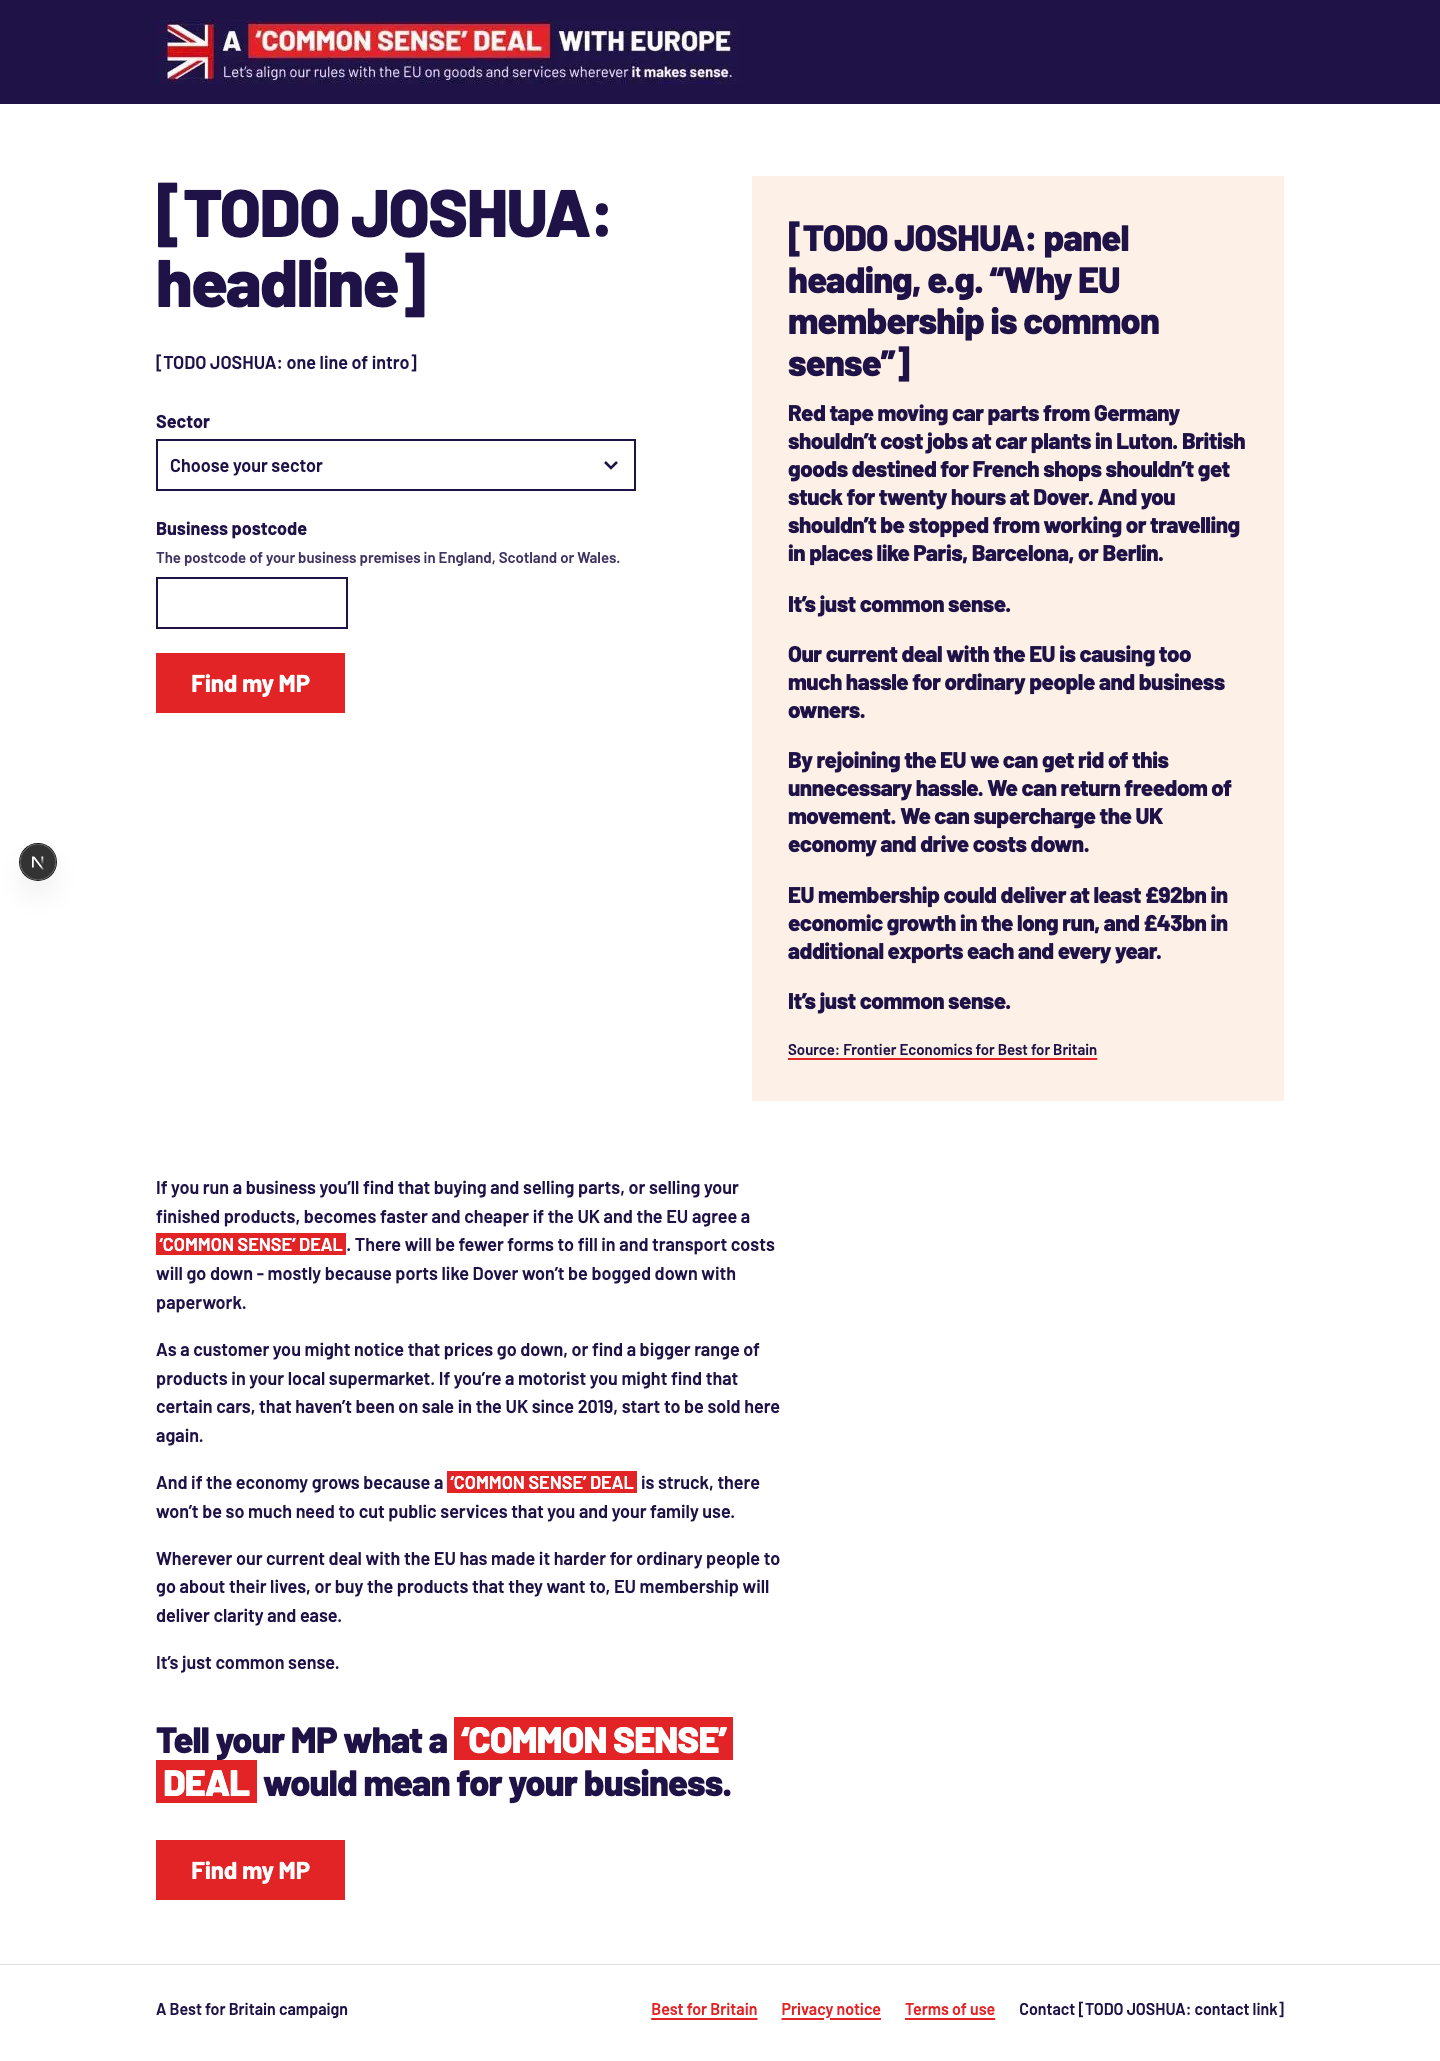 A ‘COMMON SENSE’ DEAL WITH EUROPE
Let’s align our rules with the EU on goods and services wherever it makes sense.
[TODO JOSHUA:
headline]
[TODO JOSHUA: one line of intro]
Sector
Choose your sector
Business postcode
The postcode of your business premises in England, Scotland or Wales.
Find my MP
[TODO JOSHUA: panel
heading, e.g. “Why EU
membership is common
sense”]
Red tape moving car parts from Germany
shouldn’t cost jobs at car plants in Luton. British
goods destined for French shops shouldn’t get
stuck for twenty hours at Dover. And you
shouldn’t be stopped from working or travelling
in places like Paris, Barcelona, or Berlin.
It’s just common sense.
Our current deal with the EU is causing too
much hassle for ordinary people and business
owners.
By rejoining the EU we can get rid of this
unnecessary hassle. We can return freedom of
movement. We can supercharge the UK
economy and drive costs down.
EU membership could deliver at least £92bn in
economic growth in the long run, and £43bn in
additional exports each and every year.
It’s just common sense.
Source: Frontier Economics for Best for Britain
N
If you run a business you’ll find that buying and selling parts, or selling your
finished products, becomes faster and cheaper if the UK and the EU agree a
‘COMMON SENSE’ DEAL. There will be fewer forms to fill in and transport costs
will go down - mostly because ports like Dover won’t be bogged down with
paperwork.
As a customer you might notice that prices go down, or find a bigger range of
products in your local supermarket. If you’re a motorist you might find that
certain cars, that haven’t been on sale in the UK since 2019, start to be sold here
again.
And if the economy grows because a ‘COMMON SENSE’ DEAL is struck, there
won’t be so much need to cut public services that you and your family use.
Wherever our current deal with the EU has made it harder for ordinary people to
go about their lives, or buy the products that they want to, EU membership will
deliver clarity and ease.
It’s just common sense.
Tell your MP what a ‘COMMON SENSE’
DEAL would mean for your business.
Find my MP
A Best for Britain campaign
Best for Britain Privacy notice Terms of use Contact [TODO JOSHUA: contact link]